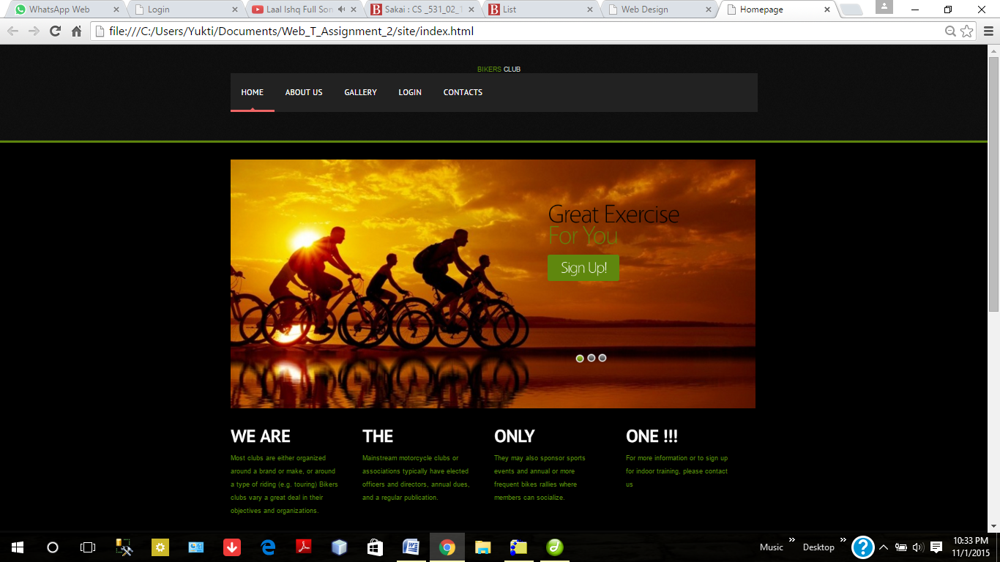 WhatsApp Web
Login
Laal Ishq Full Son
Sakai : CS _531_02_1
List
Web Design
Homepage
file:///C:/Users/Yukti/Documents/Web_T_Assignment_2/site/index.html
BIKERS CLUB
HOME ABOUT US GALLERY LOGIN CONTACTS
Great Exercise
For You
Sign Up!
WE ARE
Most clubs are either organized
around a brand or make, or around
a type of riding (e.g. touring) Bikers
clubs vary a great deal in their
objectives and organizations.
THE
Mainstream motorcycle clubs or
associations typically have elected
officers and directors, annual dues,
and a regular publication.
ONLY
They may also sponsor sports
events and annual or more
frequent bikes rallies where
members can socialize.
ONE !!!
For more information or to sign up
for indoor training, please contact
us
Music
Desktop
10:33 PM
11/1/2015